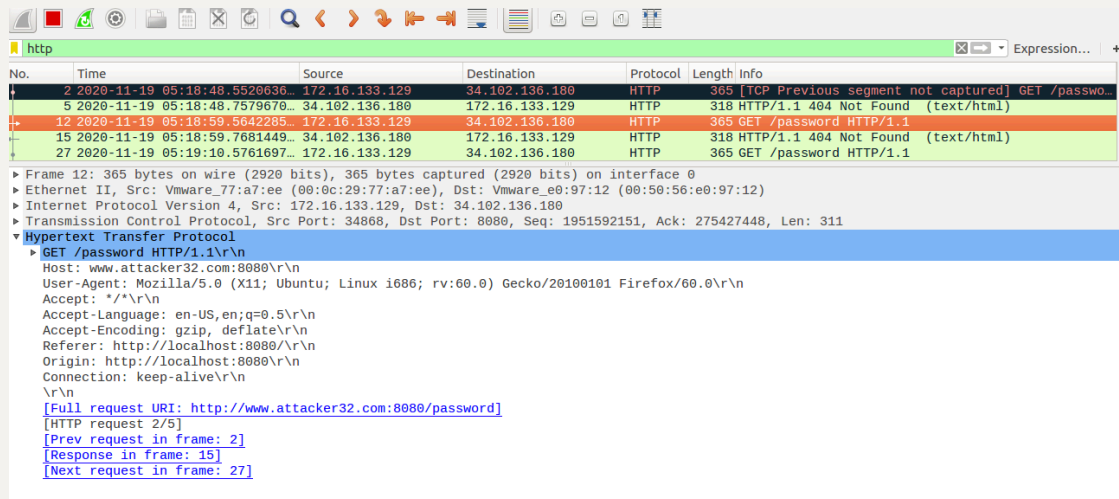 http Expression… +
No. Time Source Destination Protocol Length Info
2 2020-11-19 05:18:48.5520636… 172.16.133.129 34.102.136.180 HTTP 365 [TCP Previous segment not captured] GET /passwo…
5 2020-11-19 05:18:48.7579670… 34.102.136.180 172.16.133.129 HTTP 318 HTTP/1.1 404 Not Found (text/html)
12 2020-11-19 05:18:59.5642285… 172.16.133.129 34.102.136.180 HTTP 365 GET /password HTTP/1.1
15 2020-11-19 05:18:59.7681449… 34.102.136.180 172.16.133.129 HTTP 318 HTTP/1.1 404 Not Found (text/html)
27 2020-11-19 05:19:10.5761697… 172.16.133.129 34.102.136.180 HTTP 365 GET /password HTTP/1.1
Frame 12: 365 bytes on wire (2920 bits), 365 bytes captured (2920 bits) on interface 0
Ethernet II, Src: Vmware_77:a7:ee (00:0c:29:77:a7:ee), Dst: Vmware_e0:97:12 (00:50:56:e0:97:12)
Internet Protocol Version 4, Src: 172.16.133.129, Dst: 34.102.136.180
Transmission Control Protocol, Src Port: 34868, Dst Port: 8080, Seq: 1951592151, Ack: 275427448, Len: 311
Hypertext Transfer Protocol
GET /password HTTP/1.1\r\n
Host: www.attacker32.com:8080\r\n
User-Agent: Mozilla/5.0 (X11; Ubuntu; Linux i686; rv:60.0) Gecko/20100101 Firefox/60.0\r\n
Accept: */*\r\n
Accept-Language: en-US,en;q=0.5\r\n
Accept-Encoding: gzip, deflate\r\n
Referer: http://localhost:8080/\r\n
Origin: http://localhost:8080\r\n
Connection: keep-alive\r\n
\r\n
[Full request URI: http://www.attacker32.com:8080/password]
[HTTP request 2/5]
[Prev request in frame: 2]
[Response in frame: 15]
[Next request in frame: 27]